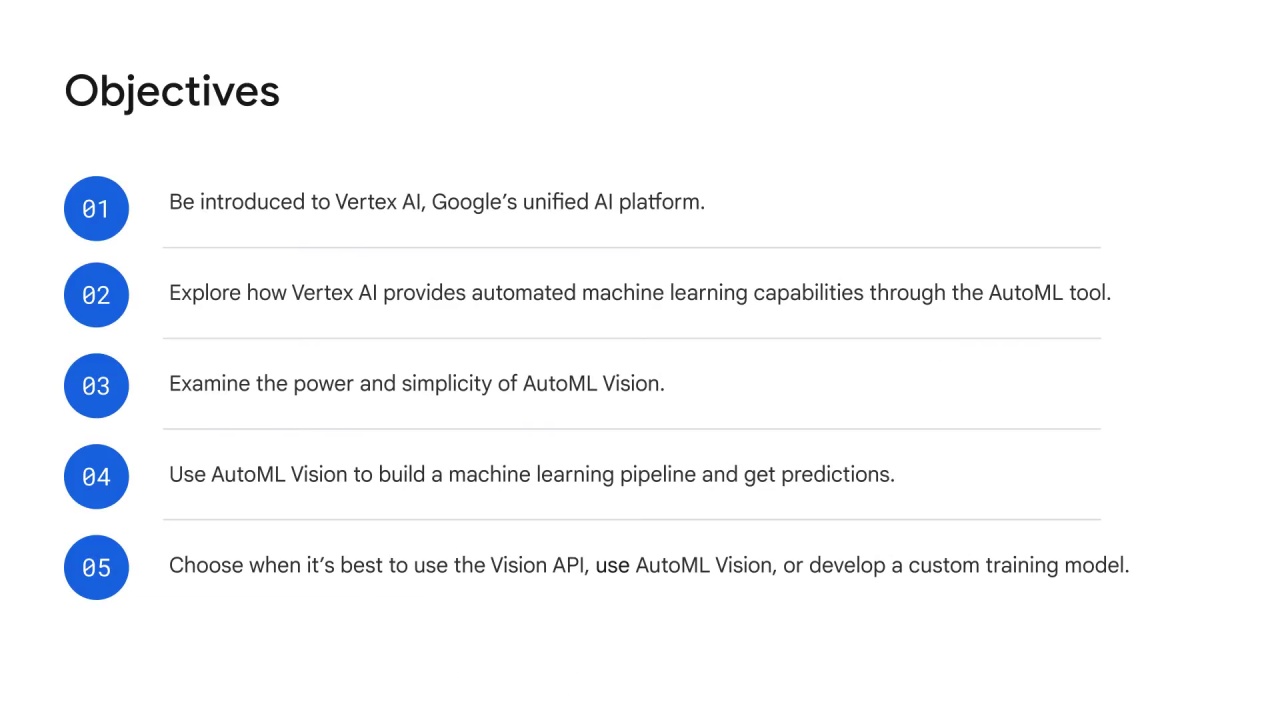 Objectives
01 Be introduced to Vertex AI, Google’s unified AI platform.
02 Explore how Vertex AI provides automated machine learning capabilities through the AutoML tool.
03 Examine the power and simplicity of AutoML Vision.
04 Use AutoML Vision to build a machine learning pipeline and get predictions.
05 Choose when it’s best to use the Vision API, use AutoML Vision, or develop a custom training model.